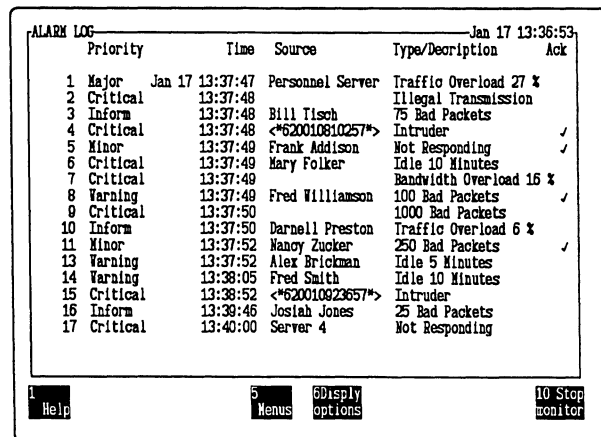 ALARM LOG Jan 17 13:36:53
Priority Time Source Type/Decription Ack
1 Major Jan 17 13:37:47 Personnel Server Traffic Overload 27 %
2 Critical 13:37:48 Illegal Transmission
3 Inform 13:37:48 Bill Tisch 75 Bad Packets
4 Critical 13:37:48 <*620010810257*> Intruder ✓
5 Minor 13:37:49 Frank Addison Not Responding ✓
6 Critical 13:37:49 Mary Folker Idle 10 Minutes
7 Critical 13:37:49 Bandwidth Overload 16 %
8 Warning 13:37:49 Fred Williamson 100 Bad Packets ✓
9 Critical 13:37:50 1000 Bad Packets
10 Inform 13:37:50 Darnell Preston Traffic Overload 6 %
11 Minor 13:37:52 Nancy Zucker 250 Bad Packets ✓
13 Warning 13:37:52 Alex Brickman Idle 5 Minutes
14 Warning 13:38:05 Fred Smith Idle 10 Minutes
15 Critical 13:38:52 <*620010923657*> Intruder
16 Inform 13:39:46 Josiah Jones 25 Bad Packets
17 Critical 13:40:00 Server 4 Not Responding
1 5 6Disply 10 Stop
Help Menus options monitor